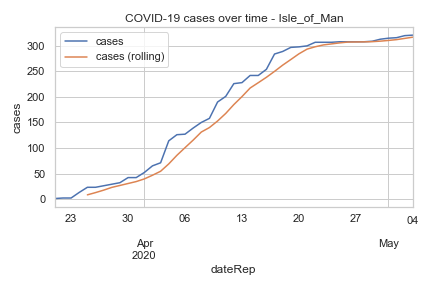 COVID-19 cases over time - Isle_of_Man
cases
cases (rolling)
cases
300
250
200
150
100
50
0
23 30 06 13 20 27 04
Apr May
2020
dateRep